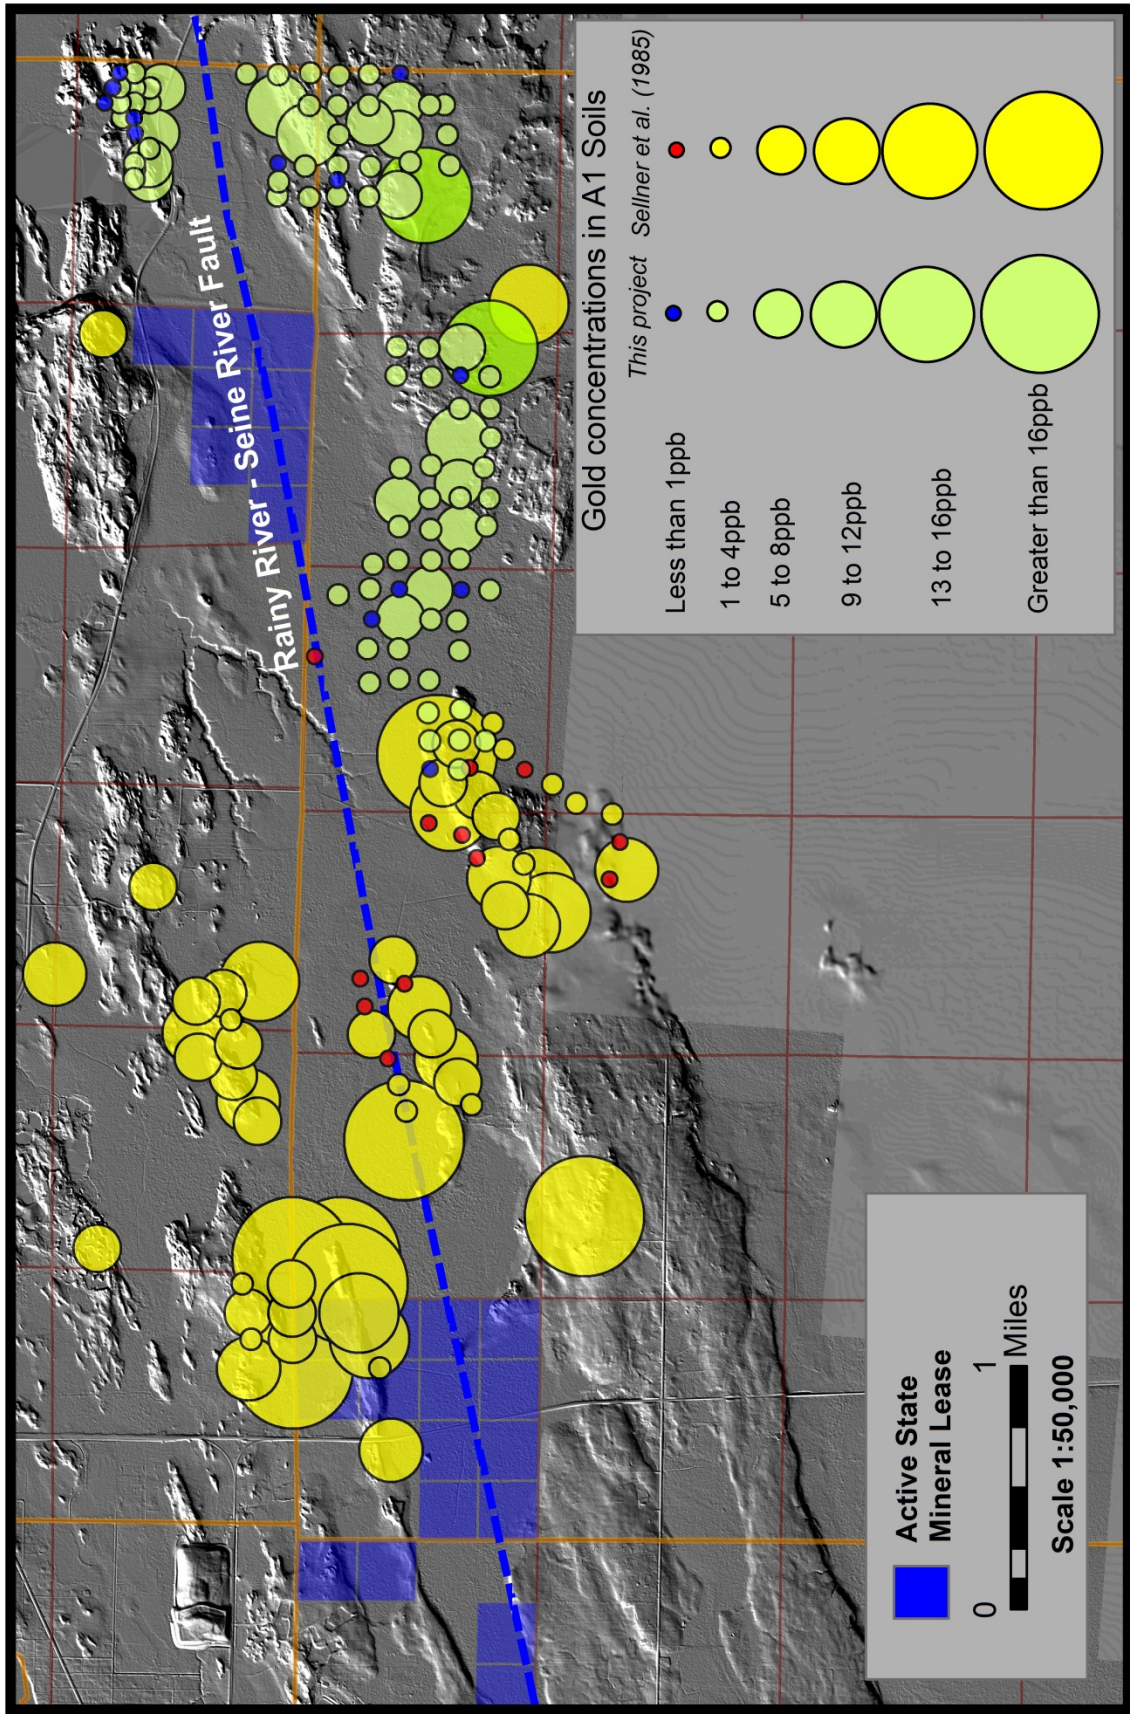 Rainy River - Seine River Fault
Gold concentrations in A1 Soils
This project Sellner et al. (1985)
Less than 1ppb
1 to 4ppb
5 to 8ppb
9 to 12ppb
13 to 16ppb
Greater than 16ppb
Active State
Mineral Lease
0 1
Miles
Scale 1:50,000